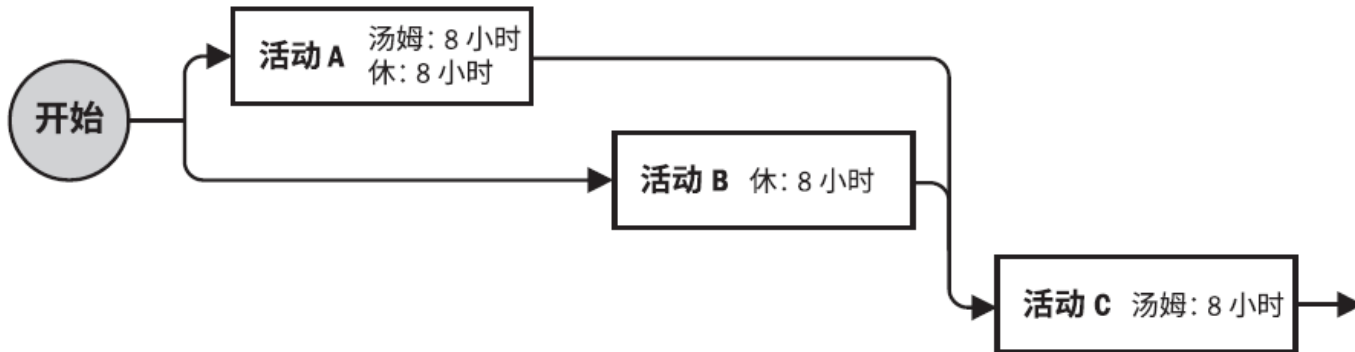 开始
活动 A
汤姆：8 小时
休：8 小时
活动 B 休：8 小时
活动 C 汤姆：8 小时